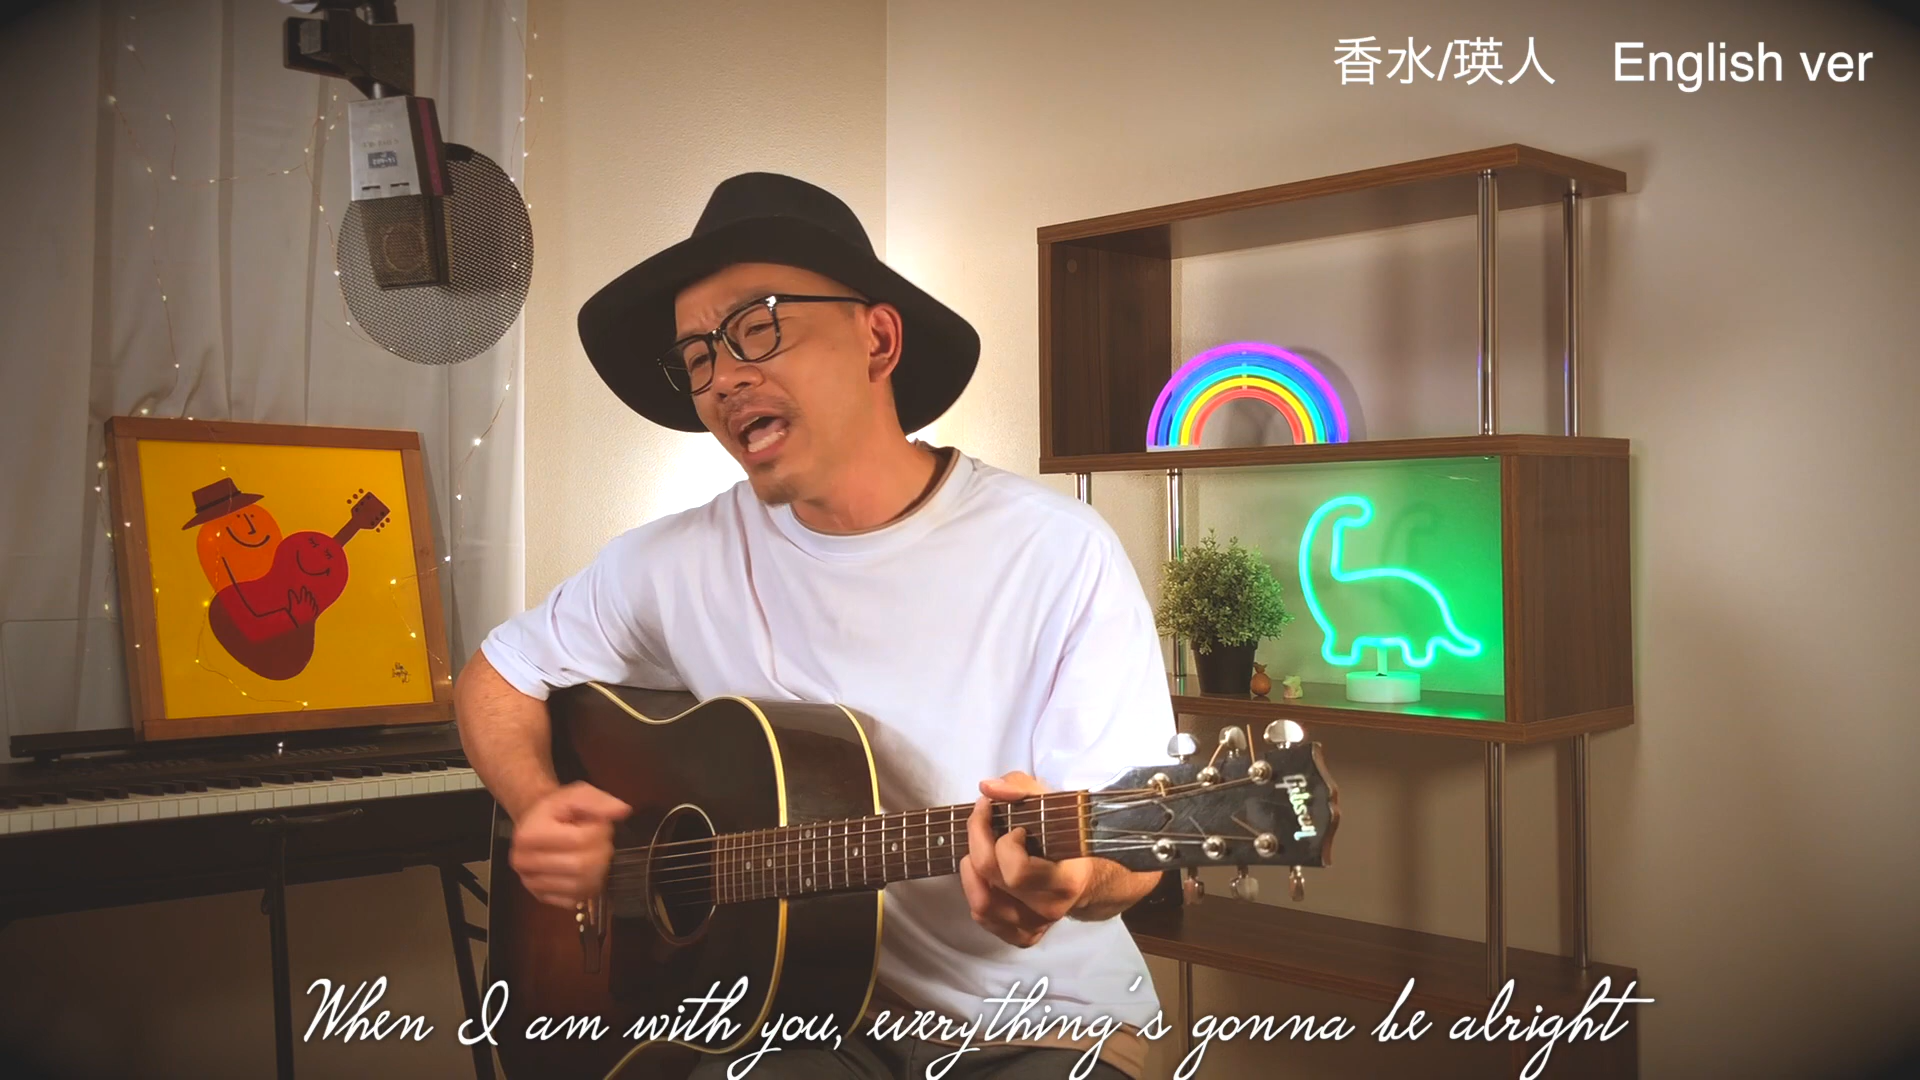 香水/瑛人　English ver
Gibson
When I am with you, everything's gonna be alright